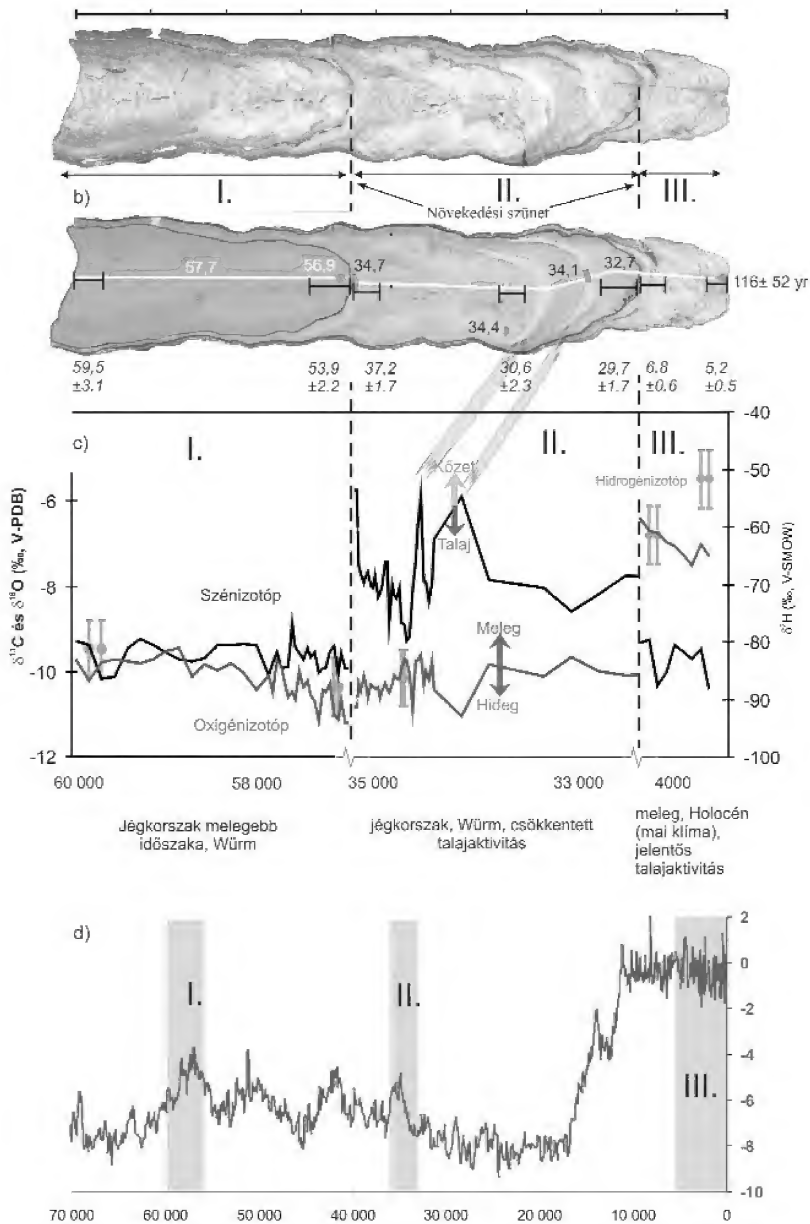 I.
II.
III.
b)
Növekedési szünet
57,7
56,9
34,7
34,1
32,7
34,4
116± 52 yr
59,5 ±3.1
53,9 ±2.2
37,2 ±1.7
30,6 ±2.3
29,7 ±1.7
6.8 ±0.6
5,2 ±0.5
c)
I.
II.
III.
-40
-50
-60
-70
-80
-90
-100
δ²H (‰, V-SMOW)
-6
-8
-10
-12
δ¹³C és δ¹⁸O (‰, V-PDB)
Kőzet
Talaj
Hidrogénizotóp
Szénizotóp
Oxigénizotóp
Meleg
Hideg
60 000
58 000
35 000
33 000
4000
Jégkorszak melegebb
időszaka, Würm
jégkorszak, Würm, csökkentett
talajaktivitás
meleg, Holocén
(mai klíma),
jelentős
talajaktivitás
d)
I.
II.
III.
2
0
-2
-4
-6
-8
-10
70 000
60 000
50 000
40 000
30 000
20 000
10 000
0